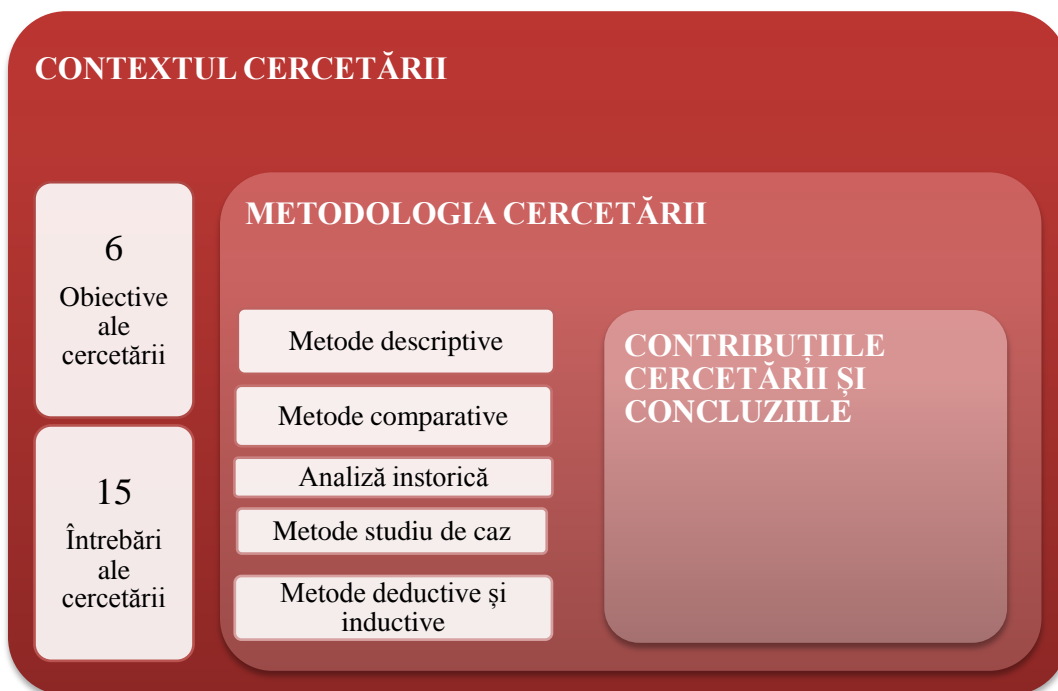 CONTEXTUL CERCETĂRII
6
Obiective
ale
cercetării
15
Întrebări
ale
cercetării
METODOLOGIA CERCETĂRII
Metode descriptive
Metode comparative
Analiză instorică
Metode studiu de caz
Metode deductive și
inductive
CONTRIBUȚIILE
CERCETĂRII ȘI
CONCLUZIILE